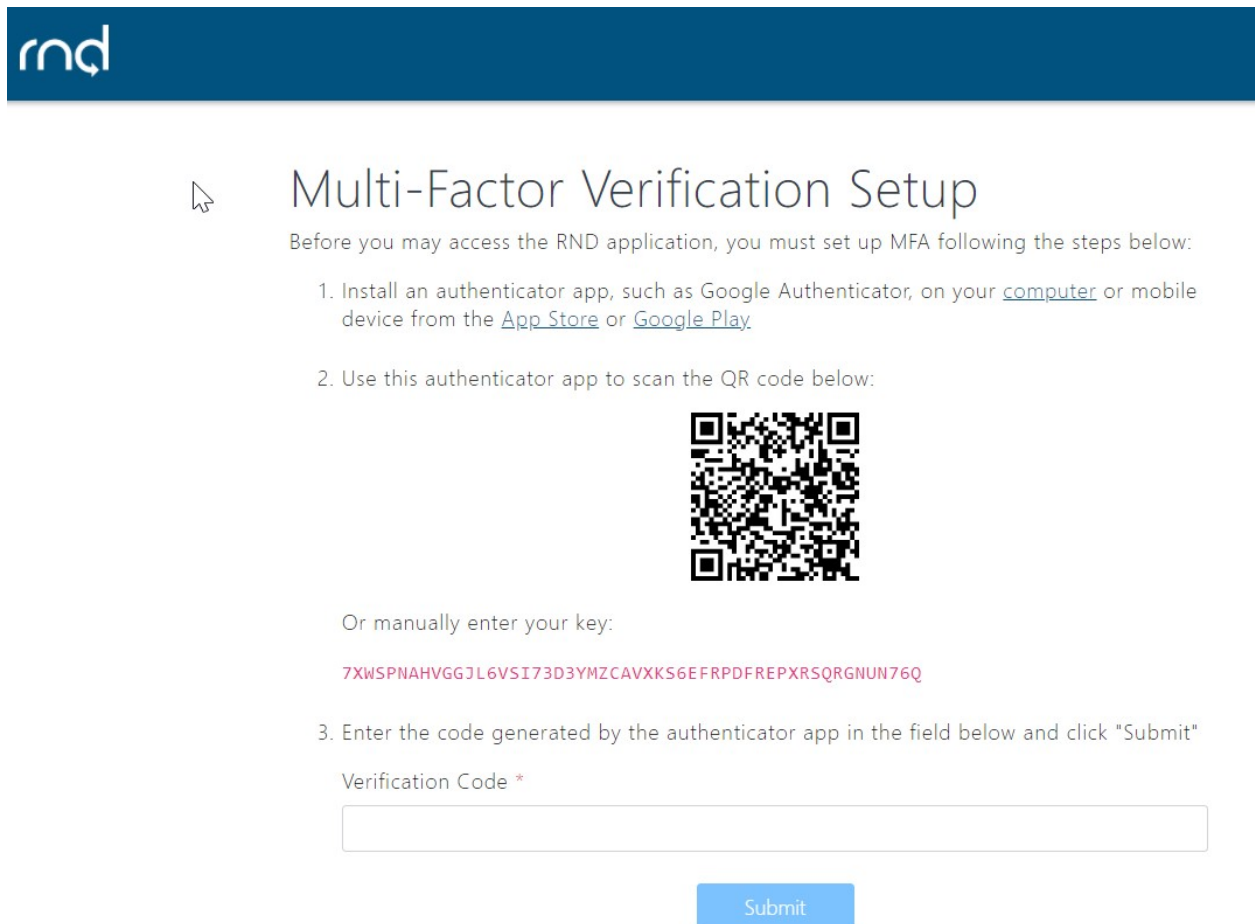 rnd
Multi-Factor Verification Setup
Before you may access the RND application, you must set up MFA following the steps below:
1. Install an authenticator app, such as Google Authenticator, on your computer or mobile
device from the App Store or Google Play
2. Use this authenticator app to scan the QR code below:
Or manually enter your key:
7XWSPNAHVGGJL6VSI73D3YMZCAVXKS6EFRPDFREPXRSQRGNUN76Q
3. Enter the code generated by the authenticator app in the field below and click "Submit"
Verification Code *
Submit